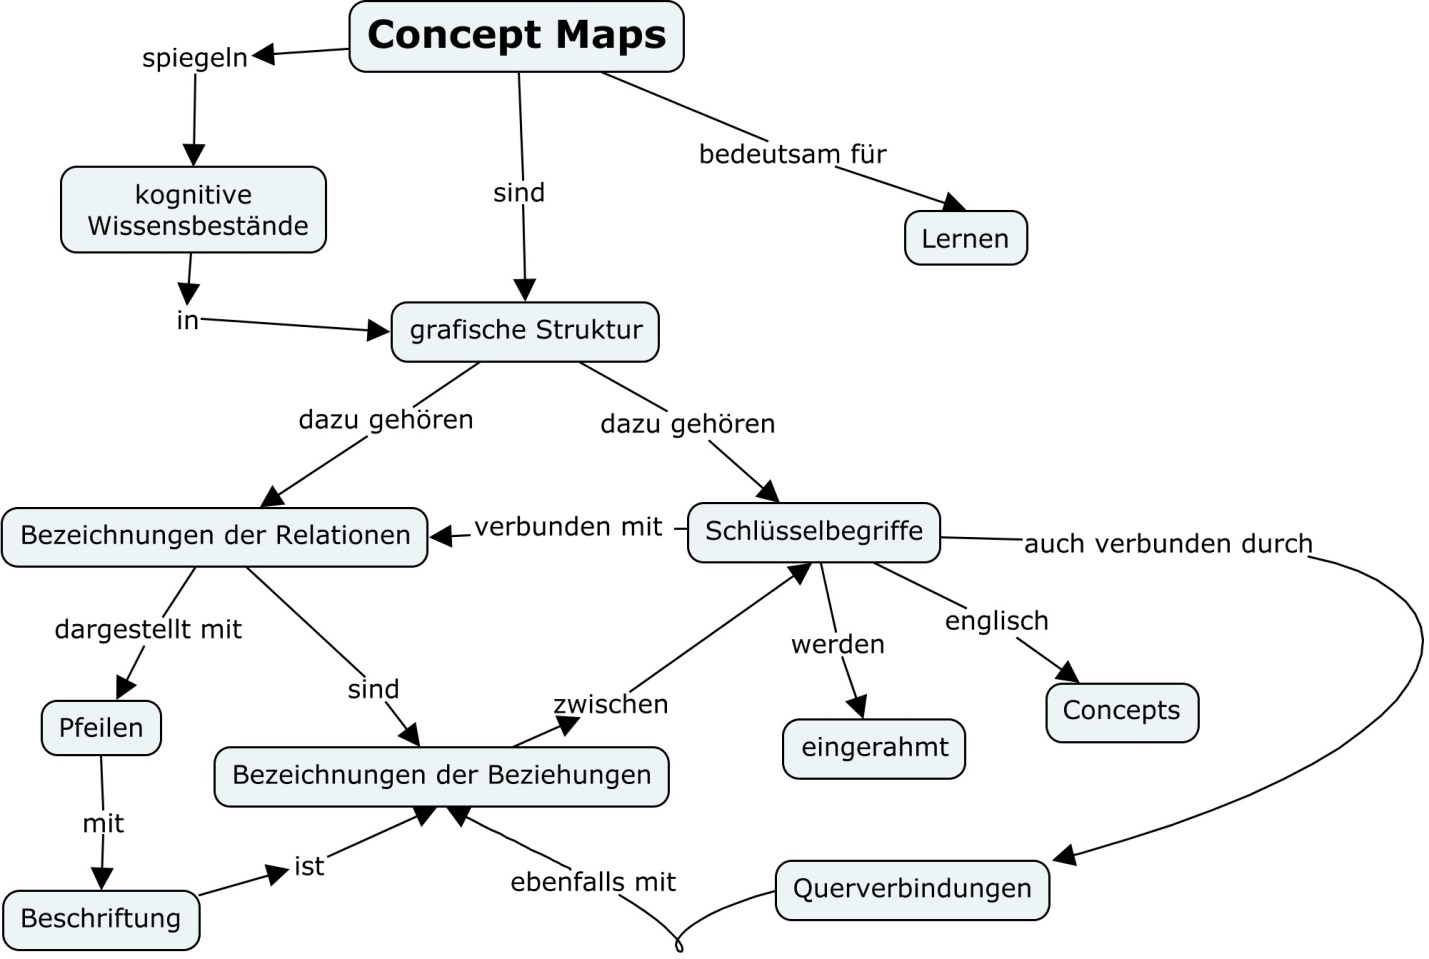 Concept Maps
spiegeln
bedeutsam für
kognitive
Wissensbestände
sind
Lernen
in
grafische Struktur
dazu gehören
dazu gehören
Bezeichnungen der Relationen
verbunden mit
Schlüsselbegriffe
auch verbunden durch
dargestellt mit
englisch
werden
sind
zwischen
Concepts
Pfeilen
eingerahmt
Bezeichnungen der Beziehungen
mit
ist
ebenfalls mit
Querverbindungen
Beschriftung